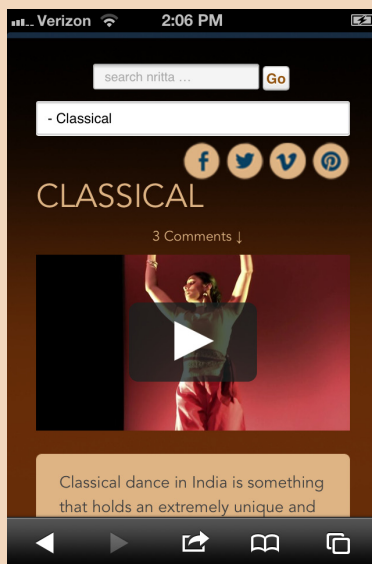 Verizon 2:06 PM
search nritta ...
Go
- Classical
CLASSICAL
3 Comments ↓
Classical dance in India is something
that holds an extremely unique and